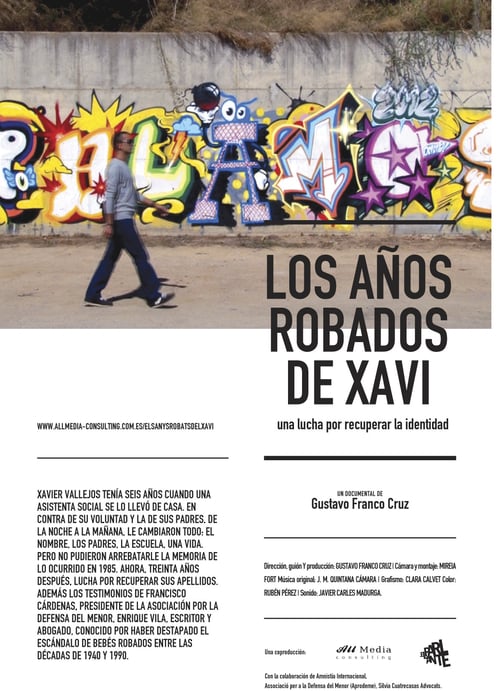 2012
LOS AÑOS
ROBADOS
DE XAVI
una lucha por recuperar la identidad
WWW.ALLMEDIA-CONSULTING.COM.ES/ELSANYSROBATSDELXAVI
XAVIER VALLEJOS TENÍA SEIS AÑOS CUANDO UNA
ASISTENTA SOCIAL SE LO LLEVÓ DE CASA. EN
CONTRA DE SU VOLUNTAD Y LA DE SUS PADRES, DE
LA NOCHE A LA MAÑANA, LE CAMBIARON TODO: EL
NOMBRE, LOS PADRES, LA ESCUELA, UNA VIDA.
PERO NO PUDIERON ARREBATARLE LA MEMORIA DE
LO OCURRIDO EN 1985. AHORA, TREINTA AÑOS
DESPUÉS, LUCHA POR RECUPERAR SUS APELLIDOS.
ADEMÁS LOS TESTIMONIOS DE FRANCISCO
CÁRDENAS, PRESIDENTE DE LA ASOCIACIÓN POR LA
DEFENSA DEL MENOR, ENRIQUE VILA, ESCRITOR Y
ABOGADO, CONOCIDO POR HABER DESTAPADO EL
ESCÁNDALO DE BEBÉS ROBADOS ENTRE LAS
DÉCADAS DE 1940 Y 1990.
UN DOCUMENTAL DE
Gustavo Franco Cruz
Dirección, guión Y producción: GUSTAVO FRANCO CRUZ | Cámara y montaje: MIREIA
FORT Música original: J. M. QUINTANA CÁMARA | Grafismo: CLARA CALVET Color:
RUBÉN PÉREZ | Sonido: JAVIER CARLES MADURGA.
Una coproducción:
All Media
consulting
Con la colaboración de Amnistía Internacional,
Associació per a la Defensa del Menor (Aprodeme), Silvia Cuatrecasas Advocats.